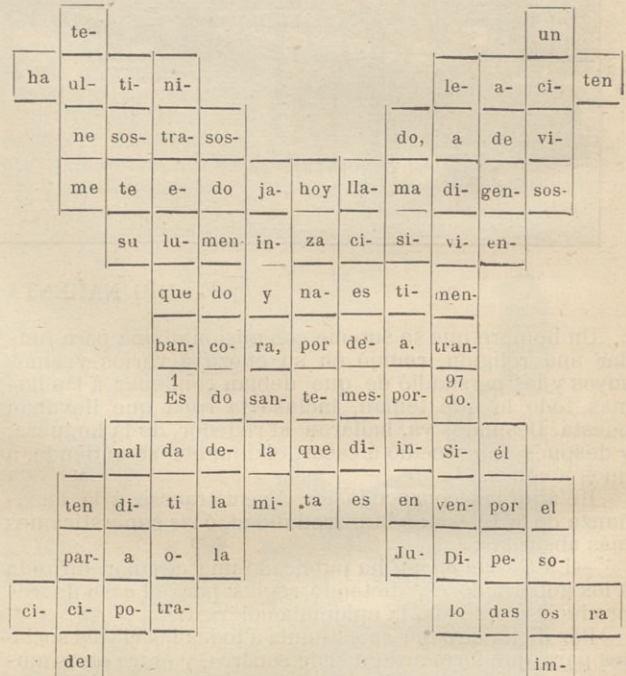 te- un
ha ul- ti- ni- le- a- ci- ten
ne sos- tra- sos- do, a de vi-
me te e- do ja- hoy lla- ma di- gen- sos-
su lu- men- in- za ci- si- vi- en-
que do y na- es ti- men-
ban- co- ra, por de- a. tran-
1 97
Es do san- te- mes- por- do.
nal da de- la que di- in- Si- él
ten di- ti la mi- ta es en ven- por el
par- a o- la Ju- Di- pe- so-
ci- ci- po- tra- lo das os ra
del im-